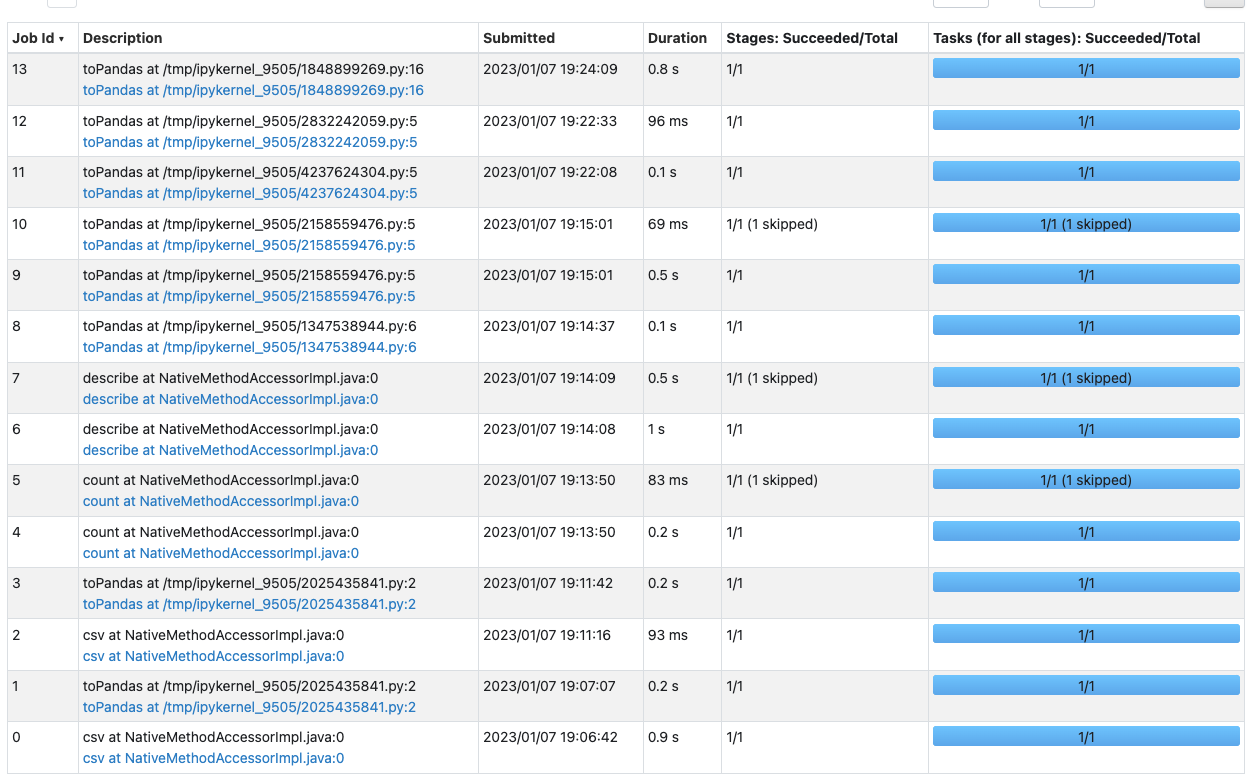 Job Id ▾ Description Submitted Duration Stages: Succeeded/Total Tasks (for all stages): Succeeded/Total
13 toPandas at /tmp/ipykernel_9505/1848899269.py:16 2023/01/07 19:24:09 0.8 s 1/1 1/1
toPandas at /tmp/ipykernel_9505/1848899269.py:16
12 toPandas at /tmp/ipykernel_9505/2832242059.py:5 2023/01/07 19:22:33 96 ms 1/1 1/1
toPandas at /tmp/ipykernel_9505/2832242059.py:5
11 toPandas at /tmp/ipykernel_9505/4237624304.py:5 2023/01/07 19:22:08 0.1 s 1/1 1/1
toPandas at /tmp/ipykernel_9505/4237624304.py:5
10 toPandas at /tmp/ipykernel_9505/2158559476.py:5 2023/01/07 19:15:01 69 ms 1/1 (1 skipped) 1/1 (1 skipped)
toPandas at /tmp/ipykernel_9505/2158559476.py:5
9 toPandas at /tmp/ipykernel_9505/2158559476.py:5 2023/01/07 19:15:01 0.5 s 1/1 1/1
toPandas at /tmp/ipykernel_9505/2158559476.py:5
8 toPandas at /tmp/ipykernel_9505/1347538944.py:6 2023/01/07 19:14:37 0.1 s 1/1 1/1
toPandas at /tmp/ipykernel_9505/1347538944.py:6
7 describe at NativeMethodAccessorImpl.java:0 2023/01/07 19:14:09 0.5 s 1/1 (1 skipped) 1/1 (1 skipped)
describe at NativeMethodAccessorImpl.java:0
6 describe at NativeMethodAccessorImpl.java:0 2023/01/07 19:14:08 1 s 1/1 1/1
describe at NativeMethodAccessorImpl.java:0
5 count at NativeMethodAccessorImpl.java:0 2023/01/07 19:13:50 83 ms 1/1 (1 skipped) 1/1 (1 skipped)
count at NativeMethodAccessorImpl.java:0
4 count at NativeMethodAccessorImpl.java:0 2023/01/07 19:13:50 0.2 s 1/1 1/1
count at NativeMethodAccessorImpl.java:0
3 toPandas at /tmp/ipykernel_9505/2025435841.py:2 2023/01/07 19:11:42 0.2 s 1/1 1/1
toPandas at /tmp/ipykernel_9505/2025435841.py:2
2 csv at NativeMethodAccessorImpl.java:0 2023/01/07 19:11:16 93 ms 1/1 1/1
csv at NativeMethodAccessorImpl.java:0
1 toPandas at /tmp/ipykernel_9505/2025435841.py:2 2023/01/07 19:07:07 0.2 s 1/1 1/1
toPandas at /tmp/ipykernel_9505/2025435841.py:2
0 csv at NativeMethodAccessorImpl.java:0 2023/01/07 19:06:42 0.9 s 1/1 1/1
csv at NativeMethodAccessorImpl.java:0